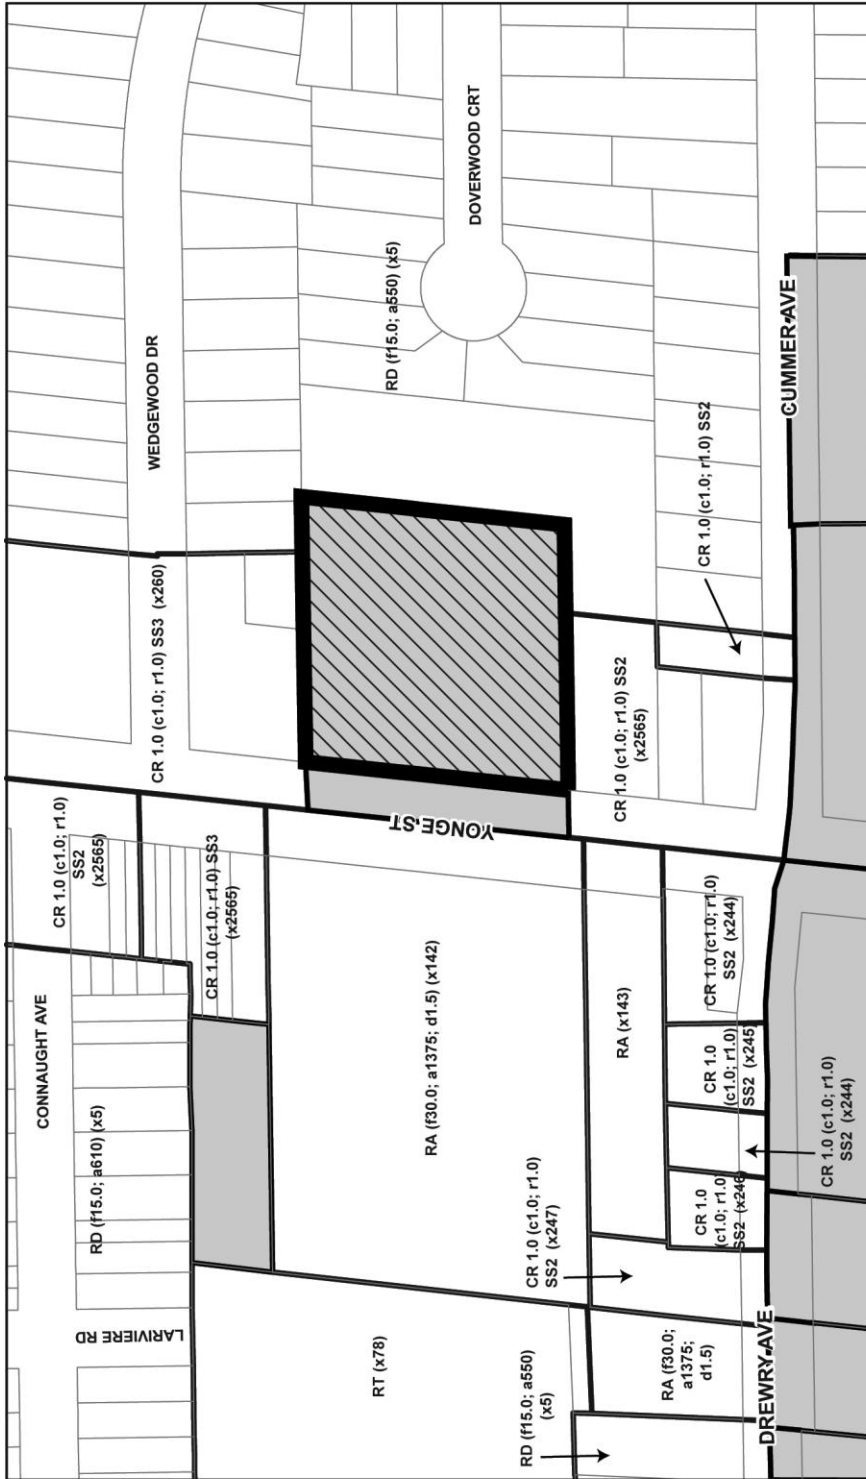 CONNAUGHT AVE
CR 1.0 (c1.0; r1.0)
SS2
(x2565)
CR 1.0 (c1.0; r1.0) SS3 (x260)
WEDGEWOOD DR
RD (f15.0; a610) (x5)
CR 1.0 (c1.0; r1.0) SS3
(x2565)
LARIVIERE RD
RD (f15.0; a550) (x5)
DOVERWOOD CRT
YONGE ST
RT (x78)
RA (f30.0; a1375; d1.5) (x142)
CR 1.0 (c1.0; r1.0)
SS2 (x247)
RA (x143)
CR 1.0 (c1.0; r1.0) SS2
(x2565)
CR 1.0 (c1.0; r1.0) SS2
RD (f15.0; a550)
(x5)
RA (f30.0;
a1375;
d1.5)
CR 1.0
(c1.0; r1.0)
SS2 (x246)
CR 1.0
(c1.0; r1.0)
SS2 (x245)
CR 1.0 (c1.0; r1.0)
SS2 (x244)
CUMMER AVE
DREWRY AVE
CR 1.0 (c1.0; r1.0)
SS2 (x244)